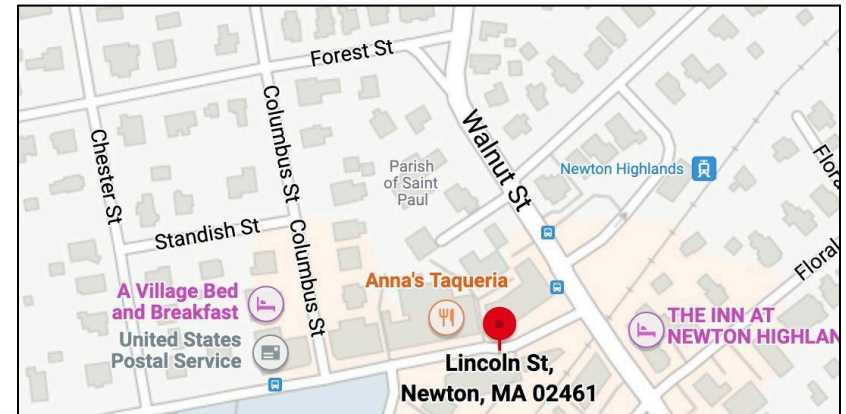 Forest St
Columbus St
Walnut St
Chester St
Parish
of Saint
Paul
Newton Highlands
Flora
Standish St
Columbus St
Floral
Anna's Taqueria
A Village Bed
and Breakfast
THE INN AT
NEWTON HIGHLAN
United States
Postal Service
Lincoln St,
Newton, MA 02461